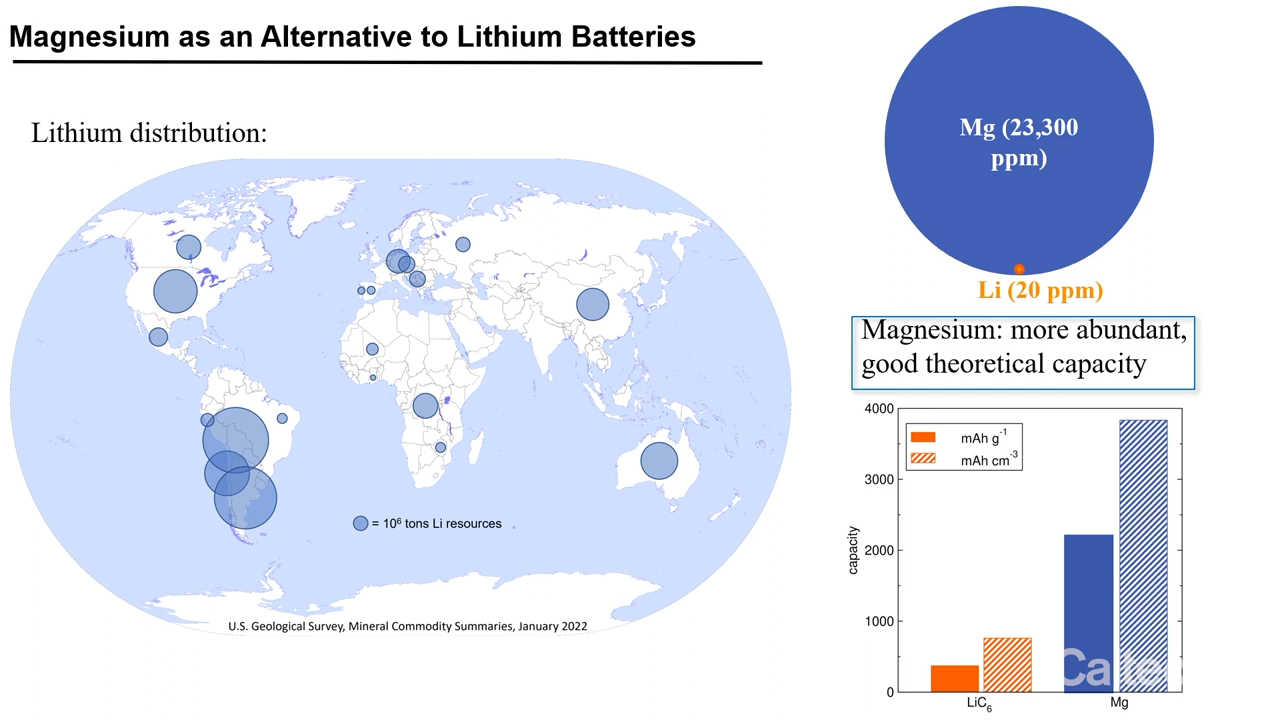 Magnesium as an Alternative to Lithium Batteries
Lithium distribution:
= 10⁶ tons Li resources
U.S. Geological Survey, Mineral Commodity Summaries, January 2022
Mg (23,300
ppm)
Li (20 ppm)
Magnesium: more abundant,
good theoretical capacity
4000
3000
2000
1000
0
capacity
mAh g⁻¹
mAh cm⁻³
LiC₆
Mg